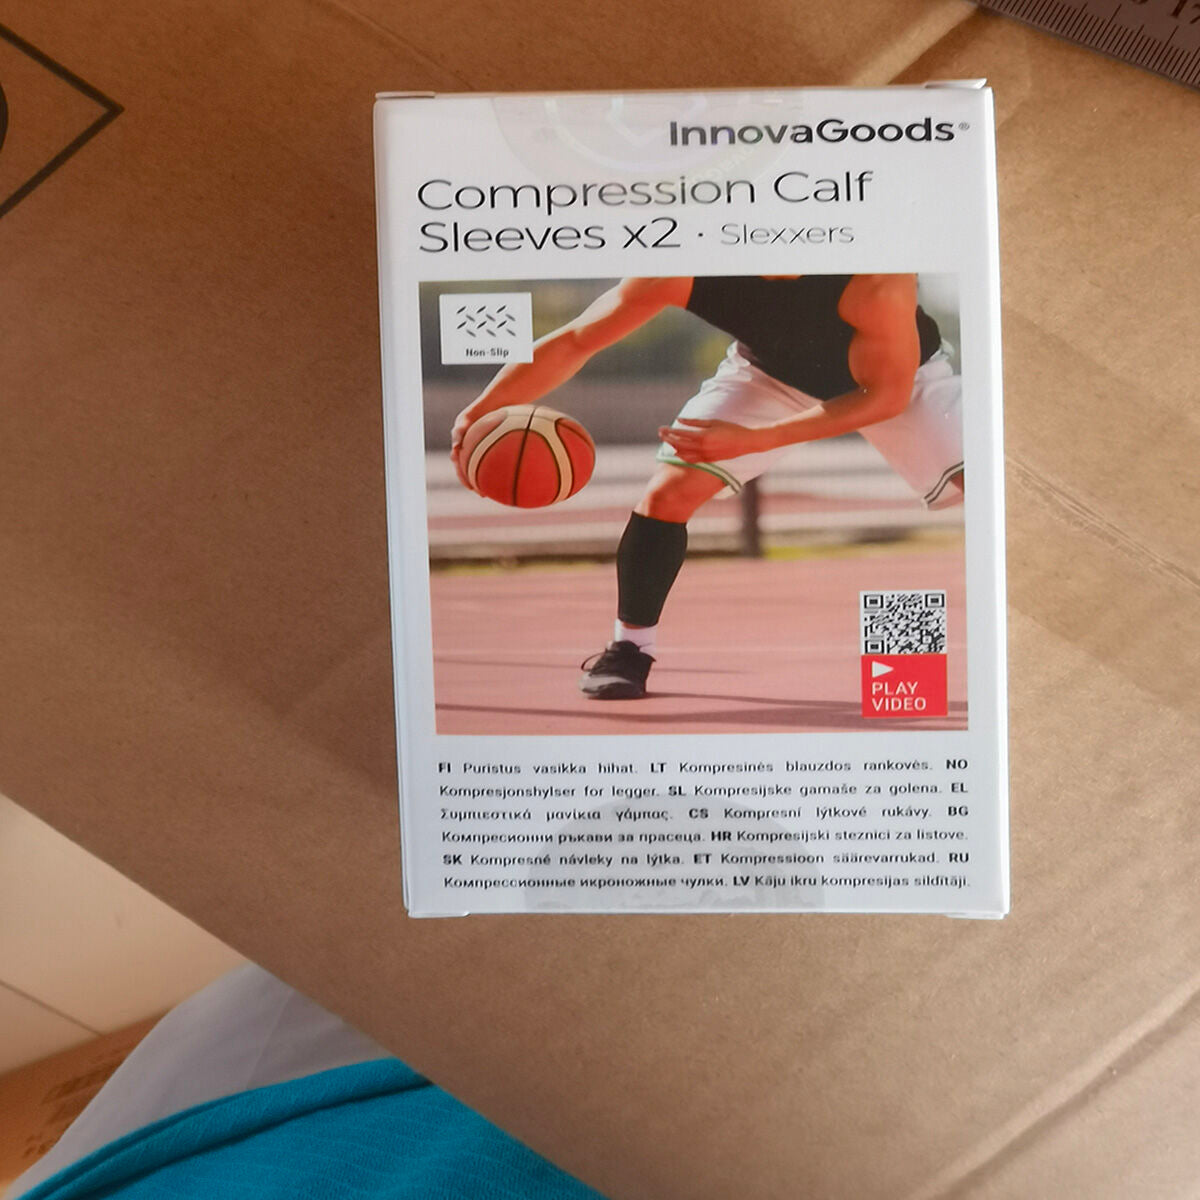 InnovaGoods®
Compression Calf
Sleeves x2 · Slexxers
Non-Slip
PLAY
VIDEO
FI Puristus vasikka hihat. LT Kompresinės blauzdos rankovės. NO
Kompresjonshylser for legger. SL Kompresijske gamaše za golena. EL
Συμπιεστικά μανίκια γάμπας. CS Kompresní lýtkové rukávy. BG
Компресионни ръкави за прасеца. HR Kompresijski steznici za listove.
SK Kompresné návleky na lýtka. ET Kompressioon säärevarrukad. RU
Компрессионные икроножные чулки. LV Kāju ikru kompresijas sildītāji.